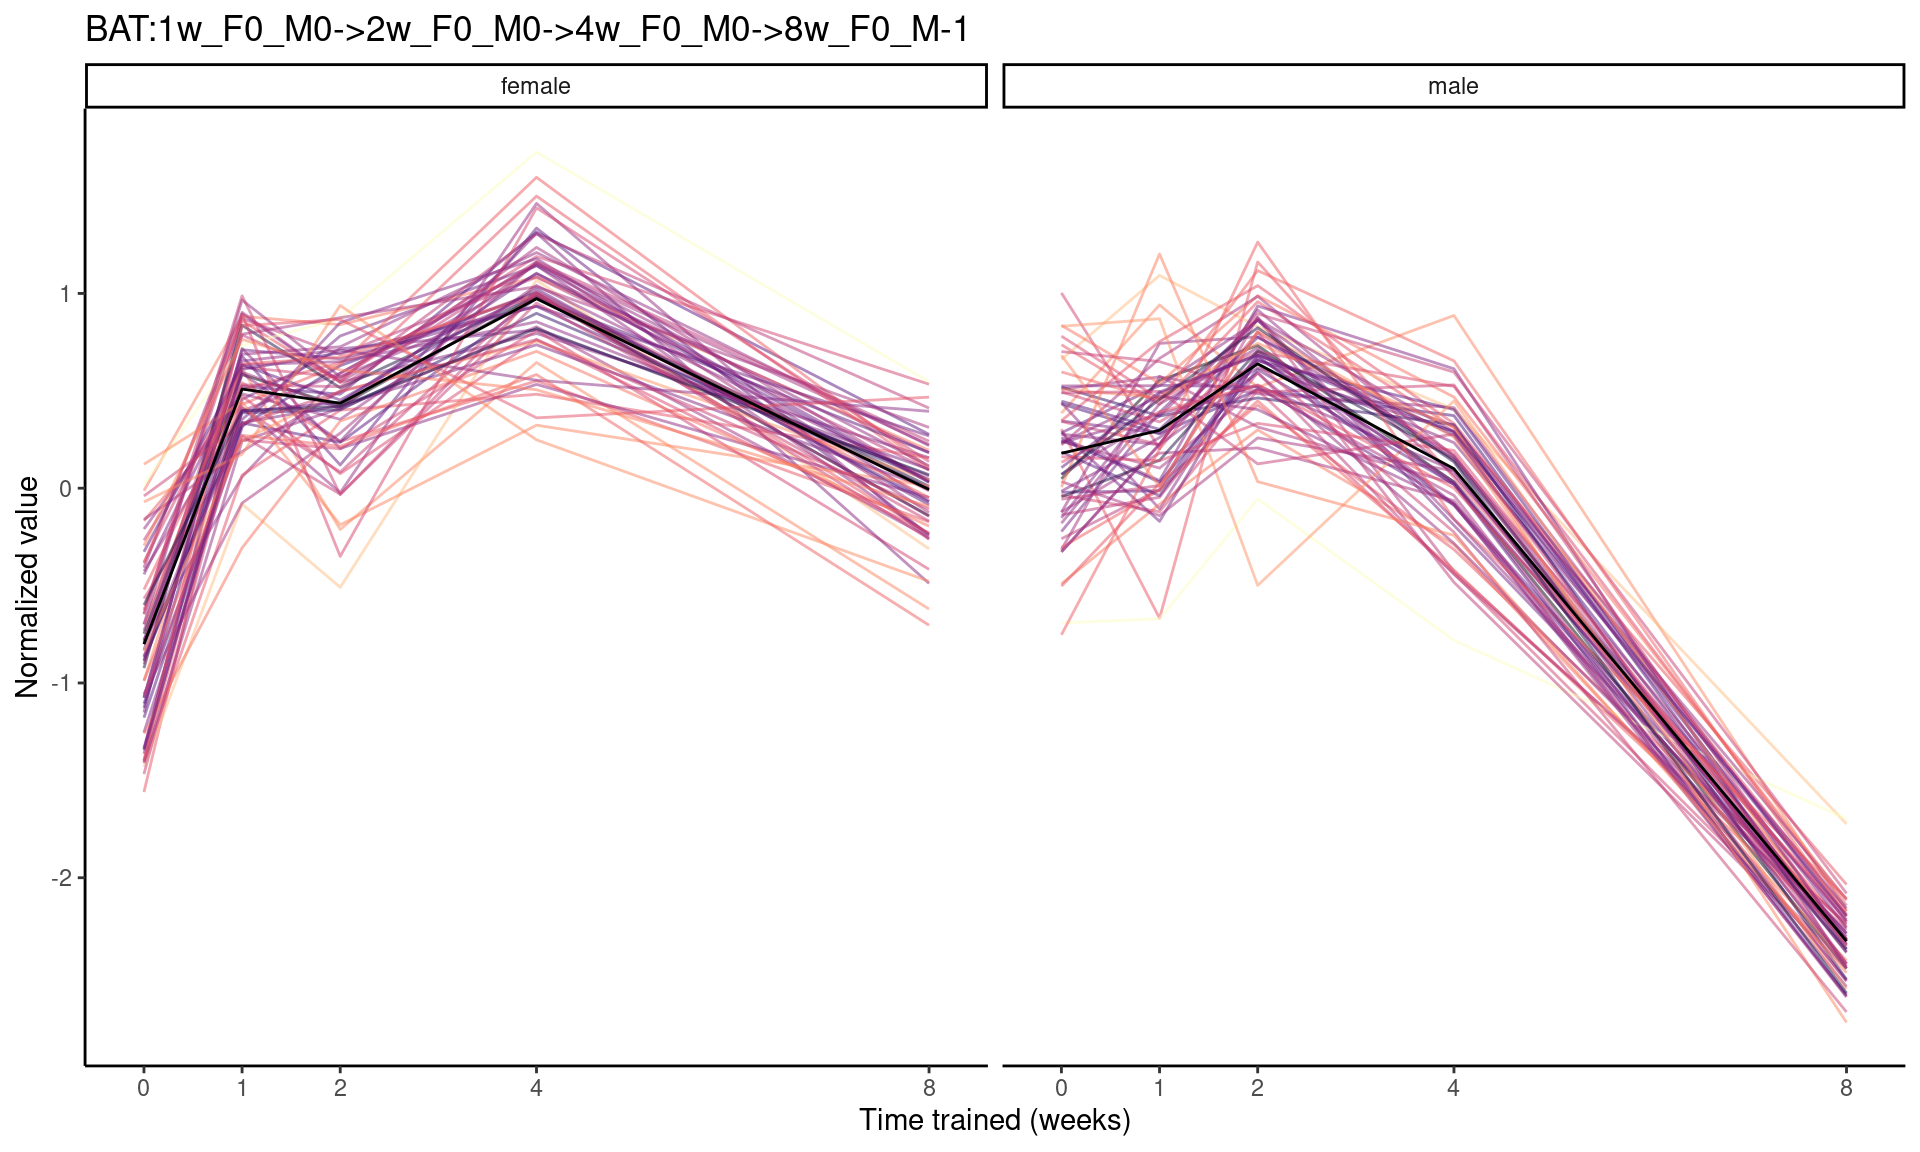 BAT:1w_F0_M0->2w_F0_M0->4w_F0_M0->8w_F0_M-1
female
male
Normalized value
1
0
-1
-2
0 1 2 4 8
0 1 2 4 8
Time trained (weeks)